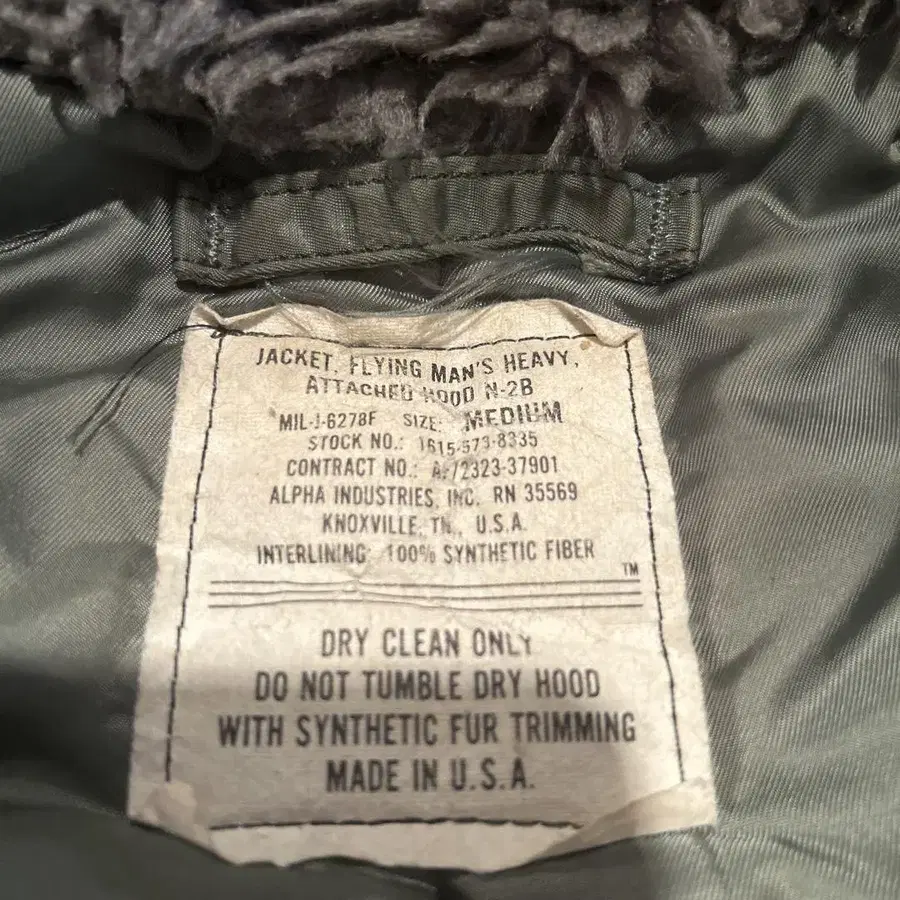 JACKET, FLYING MAN'S HEAVY,
ATTACHED HOOD N-2B
MIL-J-6278F SIZE: MEDIUM
STOCK NO.: 1615-573-8335
CONTRACT NO.: A-72323-37901
ALPHA INDUSTRIES, INC. RN 35569
KNOXVILLE, TN., U.S.A.
INTERLINING: 100% SYNTHETIC FIBER
TM
DRY CLEAN ONLY
DO NOT TUMBLE DRY HOOD
WITH SYNTHETIC FUR TRIMMING
MADE IN U.S.A.